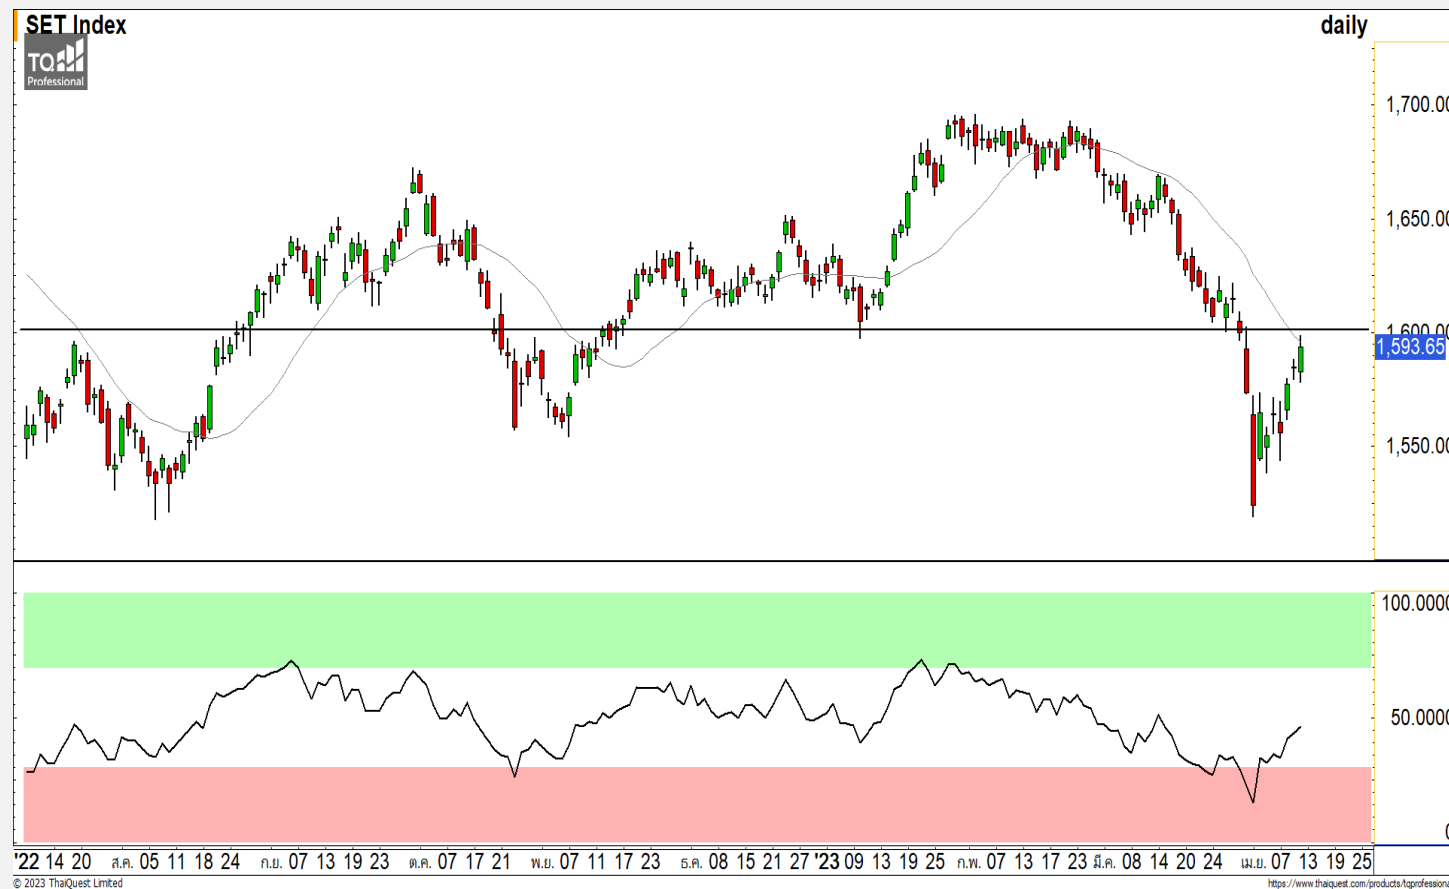 SET Index
daily
TQ
Professional
1,700.00
1,650.00
1,600.00
1,593.65
1,550.00
100.0000
50.0000
0
'22 14 20 ส.ค. 05 11 18 24 ก.ย. 07 13 19 23 ต.ค. 07 17 21 พ.ย. 07 11 17 23 ธ.ค. 08 15 21 27 '23 09 13 19 25 ก.พ. 07 13 17 23 มี.ค. 08 14 20 24 เม.ย. 07 13 19 25
© 2023 ThaiQuest Limited
https://www.thaiquest.com/products/tqprofessional